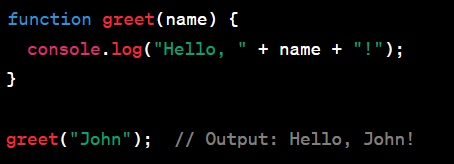 function greet(name) {
  console.log("Hello, " + name + "!");
}

greet("John");  // Output: Hello, John!